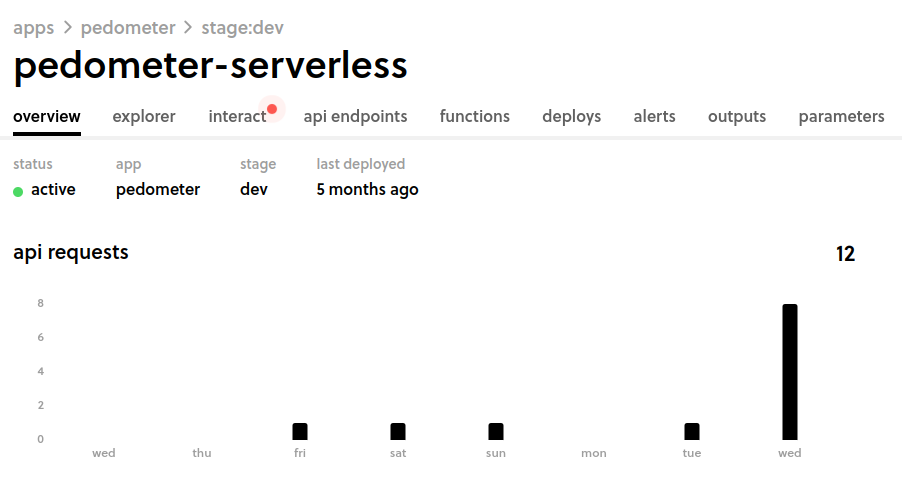 apps > pedometer > stage:dev
pedometer-serverless
overview explorer interact api endpoints functions deploys alerts outputs parameters
status app stage last deployed
active pedometer dev 5 months ago
api requests 12
8
6
4
2
0
wed thu fri sat sun mon tue wed